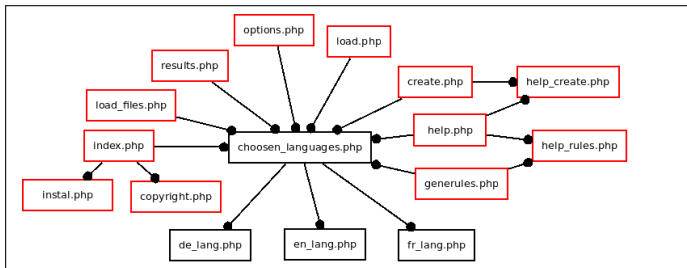 options.php
load.php
results.php
create.php
help_create.php
load_files.php
help.php
index.php
choosen_languages.php
help_rules.php
generules.php
instal.php
copyright.php
de_lang.php
en_lang.php
fr_lang.php